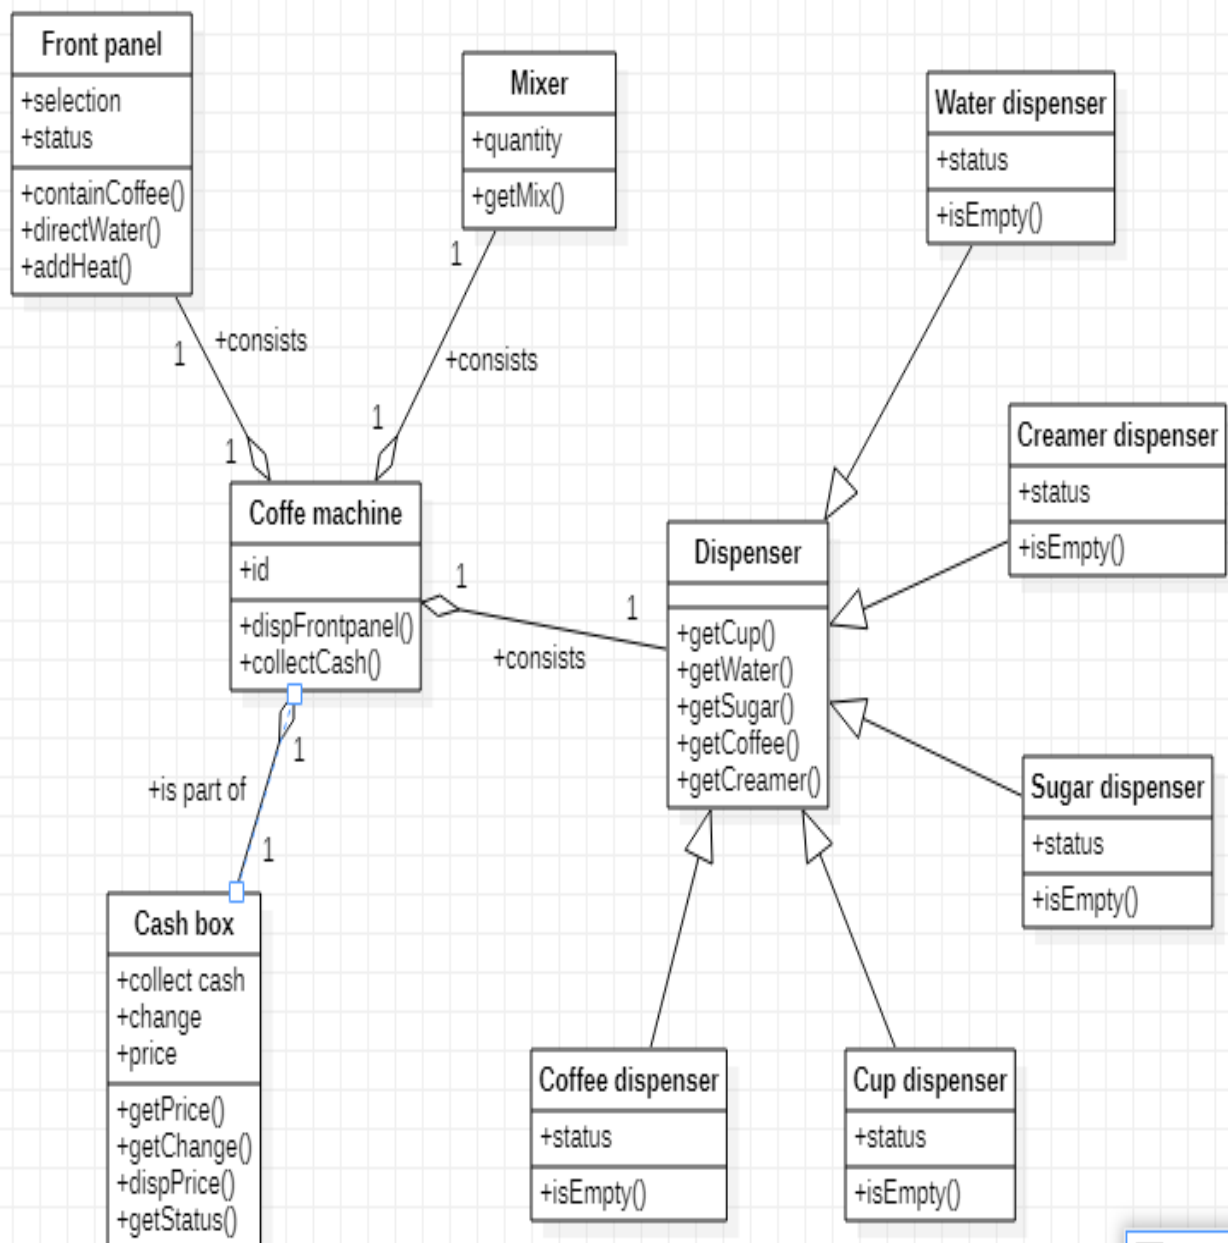 Front panel
+selection
+status
+containCoffee()
+directWater()
+addHeat()
Mixer
+quantity
+getMix()
Water dispenser
+status
+isEmpty()
1
+consists
1
1
+consists
1
Creamer dispenser
+status
+isEmpty()
Coffe machine
+id
+dispFrontpanel()
+collectCash()
1
1
+consists
Dispenser
+getCup()
+getWater()
+getSugar()
+getCoffee()
+getCreamer()
Sugar dispenser
+status
+isEmpty()
1
+is part of
1
Cash box
+collect cash
+change
+price
+getPrice()
+getChange()
+dispPrice()
+getStatus()
Coffee dispenser
+status
+isEmpty()
Cup dispenser
+status
+isEmpty()